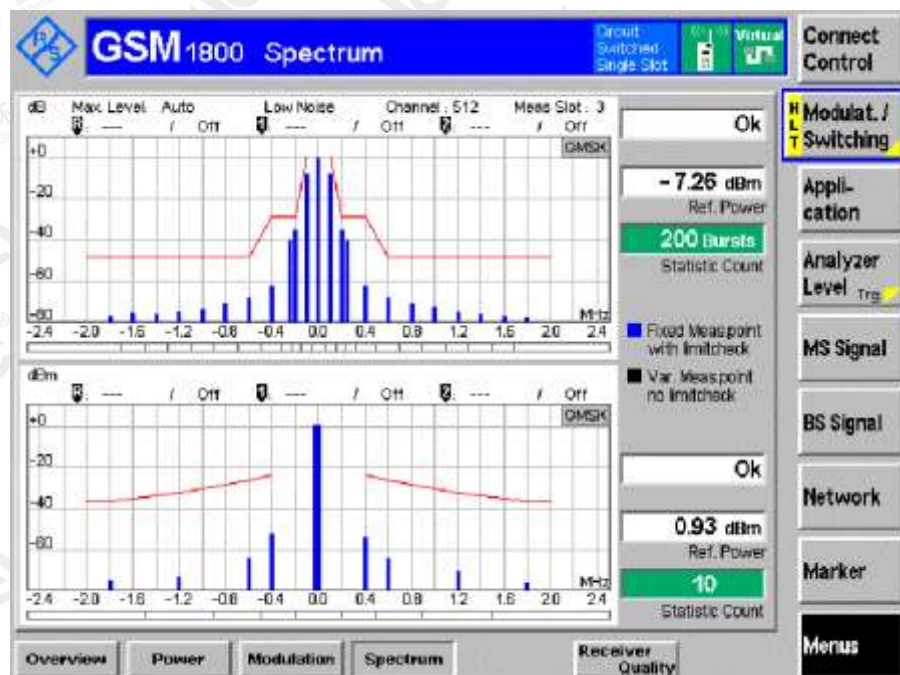 GSM 1800 Spectrum
Circuit Switched Single Slot
Virtual
Connect Control
dB Max. Level: Auto Low Noise Channel: 512 Meas Slot: 3
--- / Off --- / Off --- / Off
GMSK
+0
-20
-40
-60
-80
MHz
-2.4 -2.0 -1.6 -1.2 -0.8 -0.4 0.0 0.4 0.8 1.2 1.6 2.0 2.4
Ok
-7.26 dBm
Ref. Power
200 Bursts
Statistic Count
Fixed Meas.point
with limitcheck
Var. Meas.point
no limitcheck
dBm
--- / Off --- / Off --- / Off
GMSK
+0
-20
-40
-60
MHz
-2.4 -2.0 -1.6 -1.2 -0.8 -0.4 0.0 0.4 0.8 1.2 1.6 2.0 2.4
Ok
0.93 dBm
Ref. Power
10
Statistic Count
HLT
Modulat. /
Switching
Appli-
cation
Analyzer
Level Trg
MS Signal
BS Signal
Network
Marker
Menus
Overview
Power
Modulation
Spectrum
Receiver
Quality